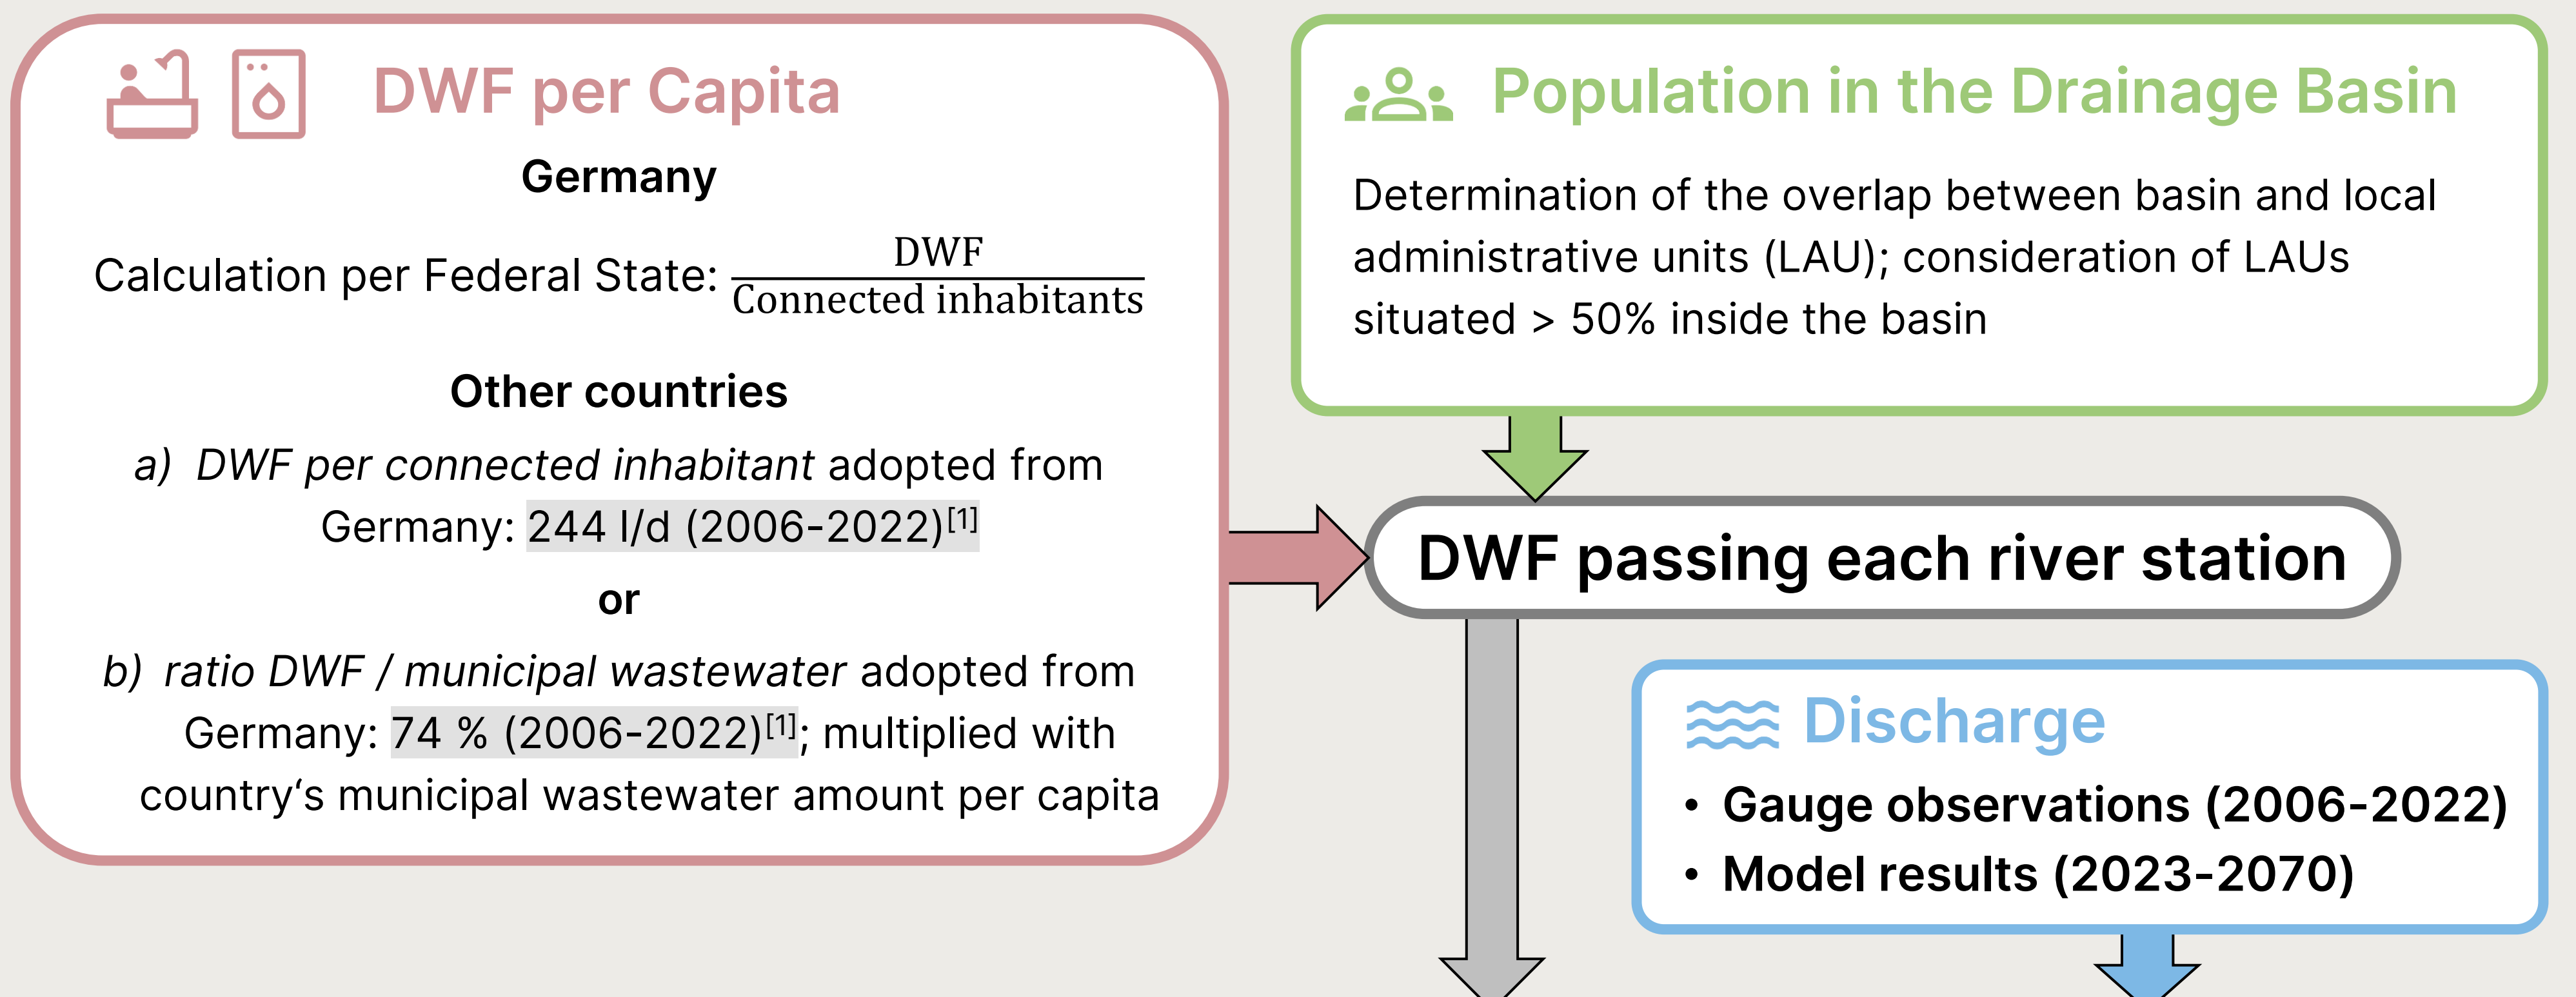 DWF per Capita
Germany
Calculation per Federal State: DWF / Connected inhabitants
Other countries
a) DWF per connected inhabitant adopted from
Germany: 244 l/d (2006-2022)[1]
or
b) ratio DWF / municipal wastewater adopted from
Germany: 74 % (2006-2022)[1]; multiplied with
country‘s municipal wastewater amount per capita
Population in the Drainage Basin
Determination of the overlap between basin and local
administrative units (LAU); consideration of LAUs
situated > 50% inside the basin
DWF passing each river station
Discharge
• Gauge observations (2006-2022)
• Model results (2023-2070)